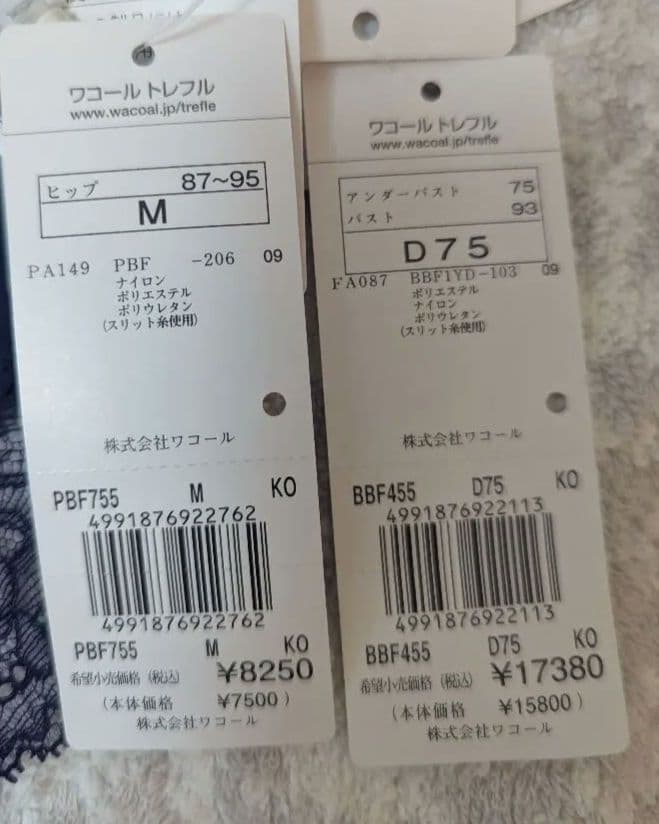 ワコール トレフル
www.wacoal.jp/trefle
ヒップ 87～95
M
PA149 PBF -206 09
ナイロン
ポリエステル
ポリウレタン
(スリット糸使用)
株式会社ワコール
PBF755 M KO
4991876922762
4991876922762
PBF755 M KO
希望小売価格 (税込) ¥8250
(本体価格 ¥7500 )
株式会社ワコール
ワコール トレフル
www.wacoal.jp/trefle
アンダーバスト 75
バスト 93
D75
FA087 BBF1YD-103 09
ポリエステル
ナイロン
ポリウレタン
(スリット糸使用)
株式会社ワコール
BBF455 D75 KO
4991876922113
4991876922113
BBF455 D75 KO
希望小売価格 (税込) ¥17380
(本体価格 ¥15800 )
株式会社ワコール